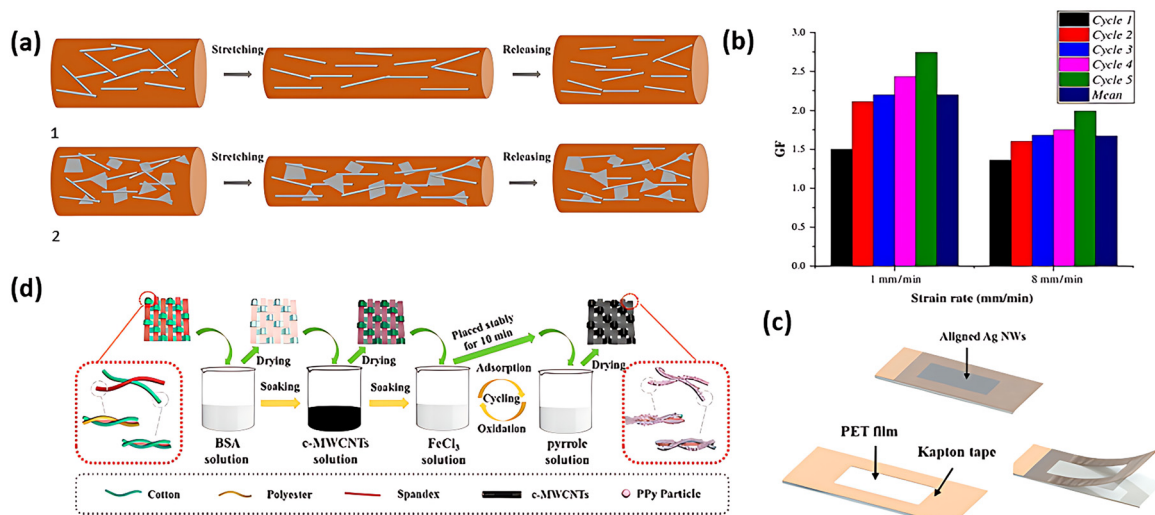 (a)
Stretching
Releasing
1
Stretching
Releasing
2
(b)
Cycle 1
Cycle 2
Cycle 3
Cycle 4
Cycle 5
Mean
3.0
2.5
2.0
1.5
1.0
0.5
0.0
GF
1 mm/min
8 mm/min
Strain rate (mm/min)
(c)
Aligned Ag NWs
PET film
Kapton tape
(d)
Drying
Drying
Placed stably
for 10 min
Drying
Soaking
Soaking
Adsorption
Cycling
Oxidation
BSA
solution
c-MWCNTs
solution
FeCl3
solution
pyrrole
solution
Cotton
Polyester
Spandex
c-MWCNTs
PPy Particle